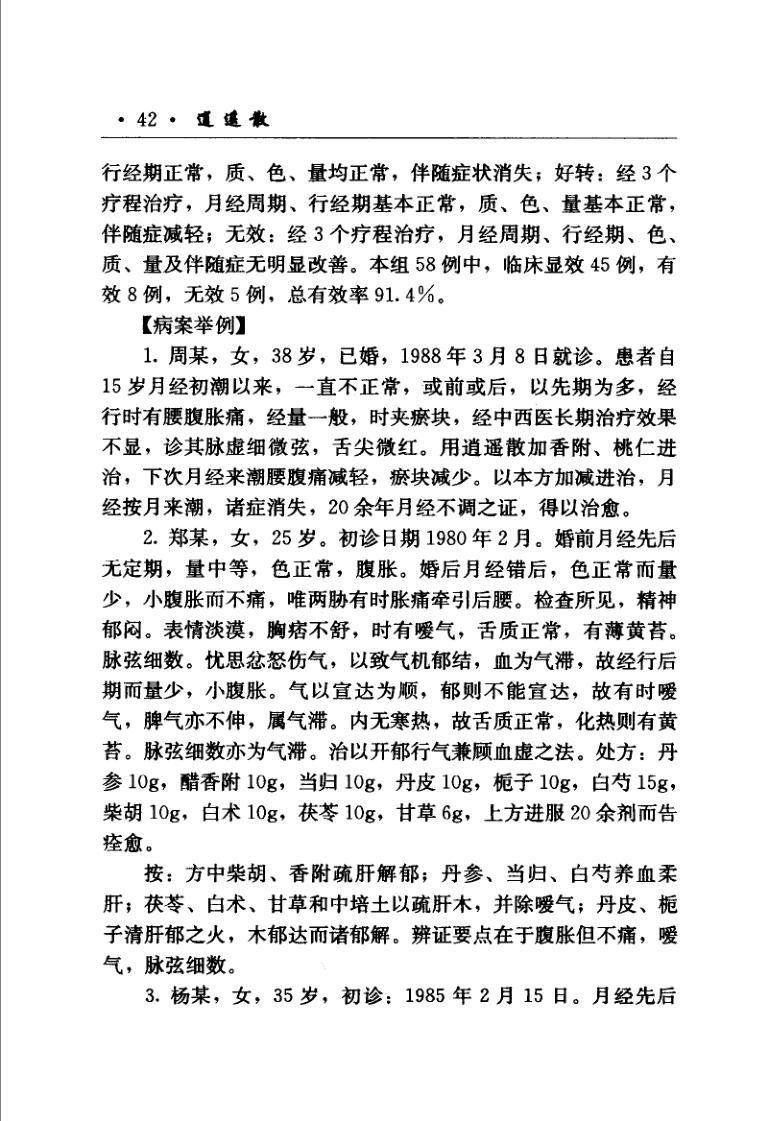 · 42 · 逍遥散
行经期正常，质、色、量均正常，伴随症状消失；好转：经 3 个
疗程治疗，月经周期、行经期基本正常，质、色、量基本正常，
伴随症减轻；无效：经 3 个疗程治疗，月经周期、行经期、色、
质、量及伴随症无明显改善。本组 58 例中，临床显效 45 例，有
效 8 例，无效 5 例，总有效率 91.4%。
【病案举例】
1. 周某，女，38 岁，已婚，1988 年 3 月 8 日就诊。患者自
15 岁月经初潮以来，一直不正常，或前或后，以先期为多，经
行时有腰腹胀痛，经量一般，时夹瘀块，经中西医长期治疗效果
不显，诊其脉虚细微弦，舌尖微红。用逍遥散加香附、桃仁进
治，下次月经来潮腰腹痛减轻，瘀块减少。以本方加减进治，月
经按月来潮，诸症消失，20 余年月经不调之证，得以治愈。
2. 郑某，女，25 岁。初诊日期 1980 年 2 月。婚前月经先后
无定期，量中等，色正常，腹胀。婚后月经错后，色正常而量
少，小腹胀而不痛，唯两胁有时胀痛牵引后腰。检查所见，精神
郁闷。表情淡漠，胸痞不舒，时有嗳气，舌质正常，有薄黄苔。
脉弦细数。忧思忿怒伤气，以致气机郁结，血为气滞，故经行后
期而量少，小腹胀。气以宣达为顺，郁则不能宣达，故有时嗳
气，脾气亦不伸，属气滞。内无寒热，故舌质正常，化热则有黄
苔。脉弦细数亦为气滞。治以开郁行气兼顾血虚之法。处方：丹
参 10g，醋香附 10g，当归 10g，丹皮 10g，栀子 10g，白芍 15g，
柴胡 10g，白术 10g，茯苓 10g，甘草 6g，上方进服 20 余剂而告
痊愈。
按：方中柴胡、香附疏肝解郁；丹参、当归、白芍养血柔
肝；茯苓、白术、甘草和中培土以疏肝木，并除嗳气；丹皮、栀
子清肝郁之火，木郁达而诸郁解。辨证要点在于腹胀但不痛，嗳
气，脉弦细数。
3. 杨某，女，35 岁，初诊：1985 年 2 月 15 日。月经先后